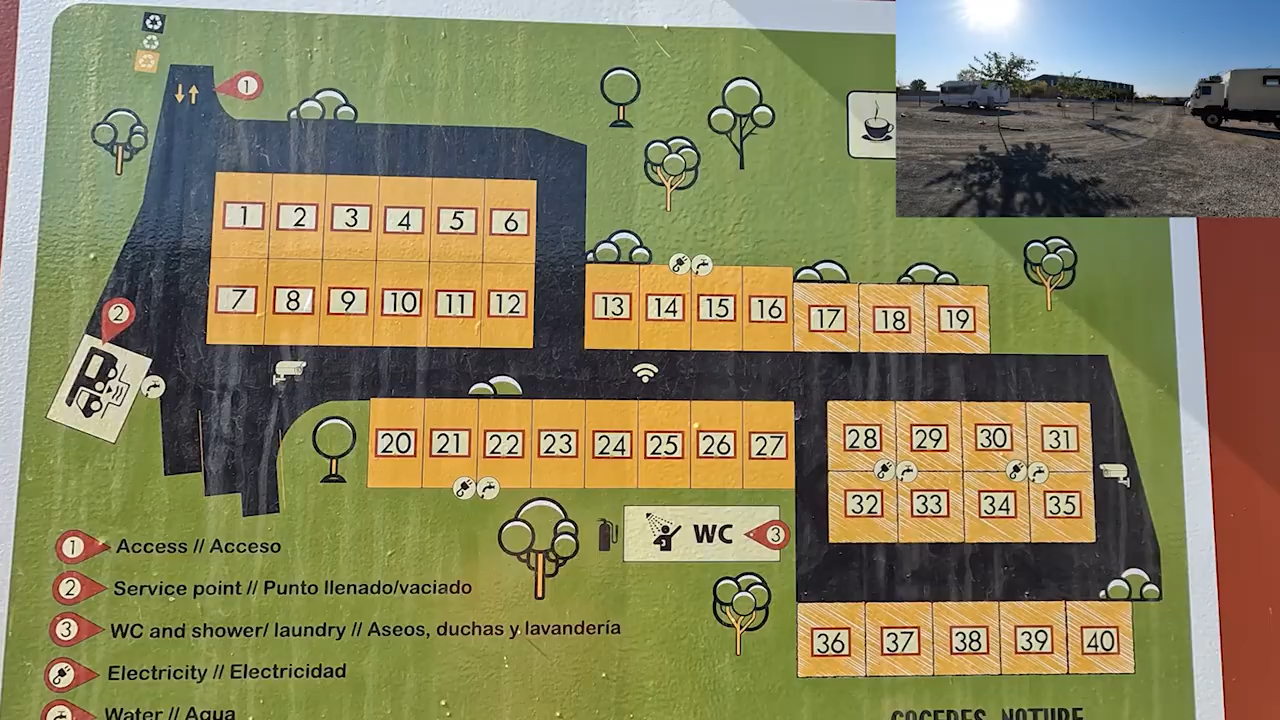 1
1 2 3 4 5 6
7 8 9 10 11 12
13 14 15 16 17 18 19
2
20 21 22 23 24 25 26 27
28 29 30 31
32 33 34 35
WC 3
36 37 38 39 40
1 Access // Acceso
2 Service point // Punto llenado/vaciado
3 WC and shower/ laundry // Aseos, duchas y lavandería
Electricity // Electricidad
Water // Agua